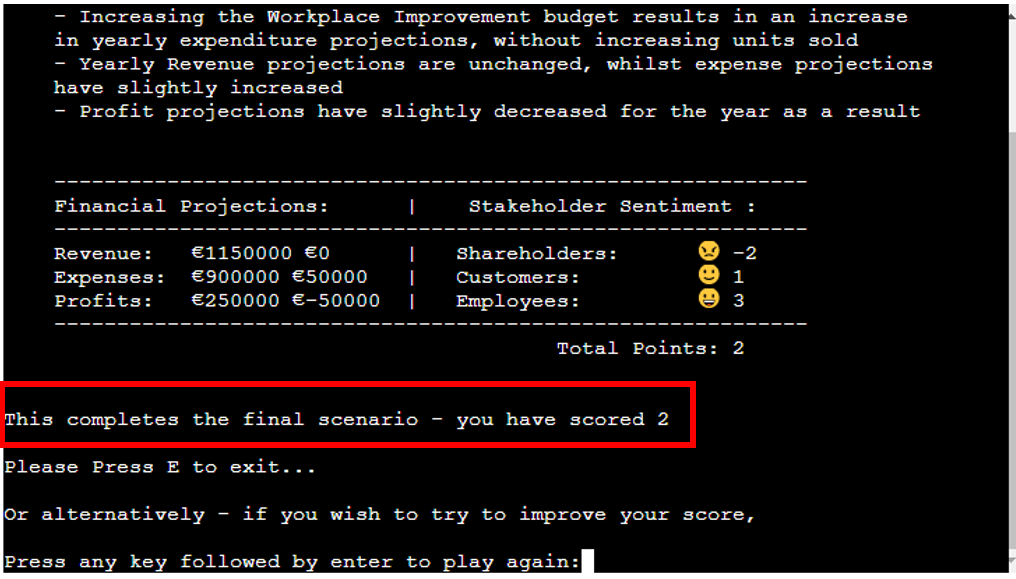 - Increasing the Workplace Improvement budget results in an increase
in yearly expenditure projections, without increasing units sold
- Yearly Revenue projections are unchanged, whilst expense projections
have slightly increased
- Profit projections have slightly decreased for the year as a result
------------------------------------------------------------
Financial Projections: | Stakeholder Sentiment :
------------------------------------------------------------
Revenue: €1150000 €0 | Shareholders: 😠 -2
Expenses: €900000 €50000 | Customers: 🙂 1
Profits: €250000 €-50000 | Employees: 😀 3
------------------------------------------------------------
Total Points: 2
This completes the final scenario - you have scored 2
Please Press E to exit...
Or alternatively - if you wish to try to improve your score,
Press any key followed by enter to play again: